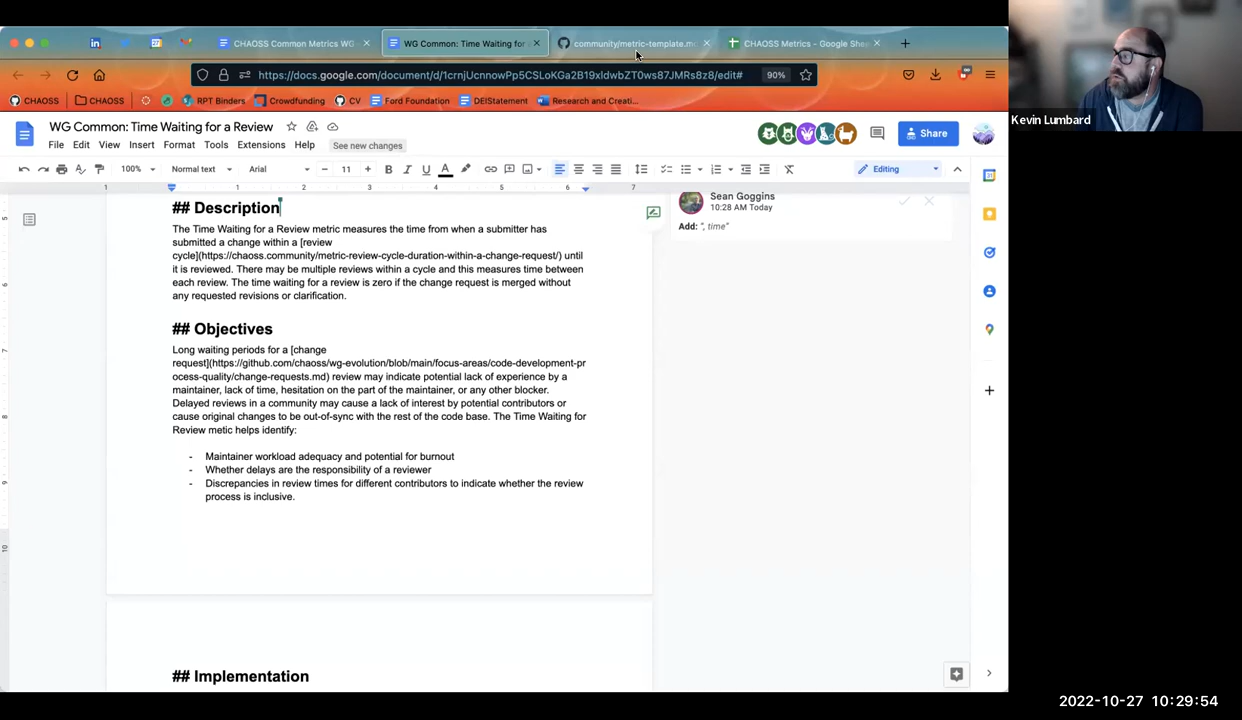 CHAOSS Common Metrics WG
WG Common: Time Waiting for
community/metric-template.m
CHAOSS Metrics - Google She
https://docs.google.com/document/d/1crnjUcnnowPp5CSLoKGa2B19xIdwbZT0ws87JMRs8z8/edit#
90%
CHAOSS
CHAOSS
RPT Binders
Crowdfunding
CV
Ford Foundation
DEIStatement
Research and Creati...
Kevin Lumbard
WG Common: Time Waiting for a Review
File Edit View Insert Format Tools Extensions Help
See new changes
Share
100%
Normal text
Arial
11
B I U A
Editing
1 1 2 3 4 5 6 7
## Description
The Time Waiting for a Review metric measures the time from when a submitter has
submitted a change within a [review
cycle](https://chaoss.community/metric-review-cycle-duration-within-a-change-request/) until
it is reviewed. There may be multiple reviews within a cycle and this measures time between
each review. The time waiting for a review is zero if the change request is merged without
any requested revisions or clarification.
Sean Goggins
10:28 AM Today
Add: ", time"
## Objectives
Long waiting periods for a [change
request](https://github.com/chaoss/wg-evolution/blob/main/focus-areas/code-development-pr
ocess-quality/change-requests.md) review may indicate potential lack of experience by a
maintainer, lack of time, hesitation on the part of the maintainer, or any other blocker.
Delayed reviews in a community may cause a lack of interest by potential contributors or
cause original changes to be out-of-sync with the rest of the code base. The Time Waiting for
Review metic helps identify:
- Maintainer workload adequacy and potential for burnout
- Whether delays are the responsibility of a reviewer
- Discrepancies in review times for different contributors to indicate whether the review
process is inclusive.
## Implementation
2022-10-27 10:29:54